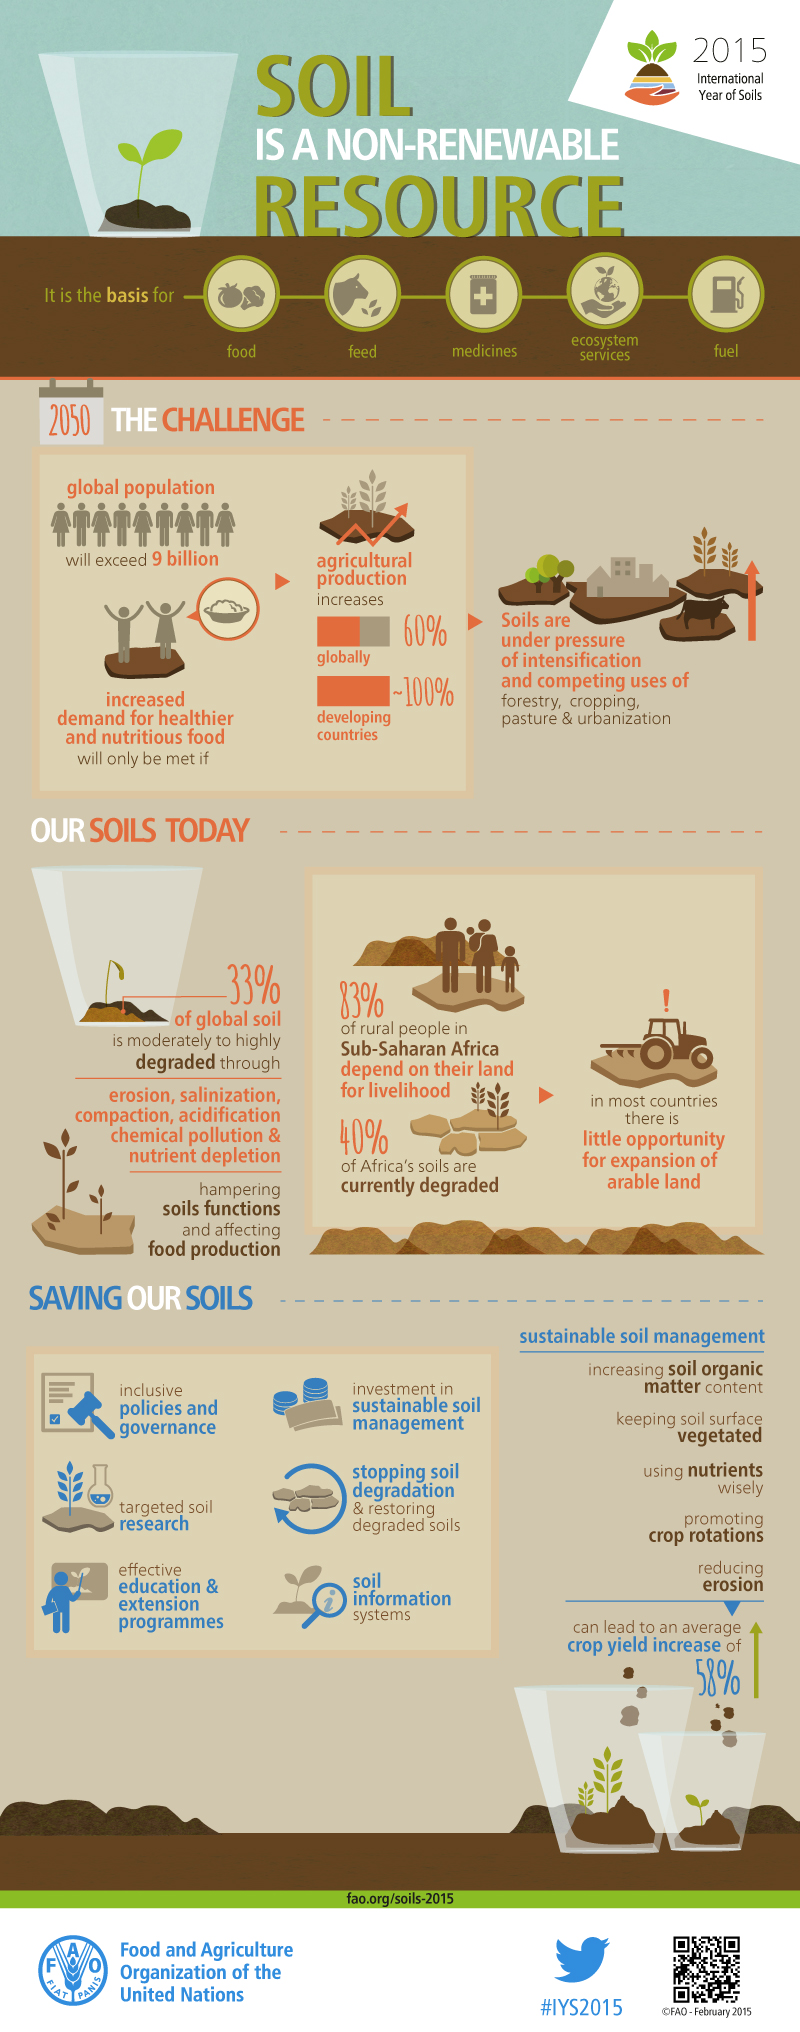 2015
International
Year of Soils
SOIL
IS A NON-RENEWABLE
RESOURCE
It is the basis for
food
feed
medicines
ecosystem
services
fuel
2050
THE CHALLENGE
global population
will exceed 9 billion
increased
demand for healthier
and nutritious food
will only be met if
agricultural
production
increases
60%
globally
~100%
developing
countries
Soils are
under pressure
of intensification
and competing uses of
forestry, cropping,
pasture & urbanization
OUR SOILS TODAY
33%
of global soil
is moderately to highly
degraded through
erosion, salinization,
compaction, acidification
chemical pollution &
nutrient depletion
hampering
soils functions
and affecting
food production
83%
of rural people in
Sub-Saharan Africa
depend on their land
for livelihood
40%
of Africa's soils are
currently degraded
!
in most countries
there is
little opportunity
for expansion of
arable land
SAVING OUR SOILS
inclusive
policies and
governance
targeted soil
research
effective
education &
extension
programmes
investment in
sustainable soil
management
stopping soil
degradation
& restoring
degraded soils
i
soil
information
systems
sustainable soil management
increasing soil organic
matter content
keeping soil surface
vegetated
using nutrients
wisely
promoting
crop rotations
reducing
erosion
can lead to an average
crop yield increase of
58%
fao.org/soils-2015
F A O
FIAT PANIS
Food and Agriculture
Organization of the
United Nations
#IYS2015
©FAO - February 2015